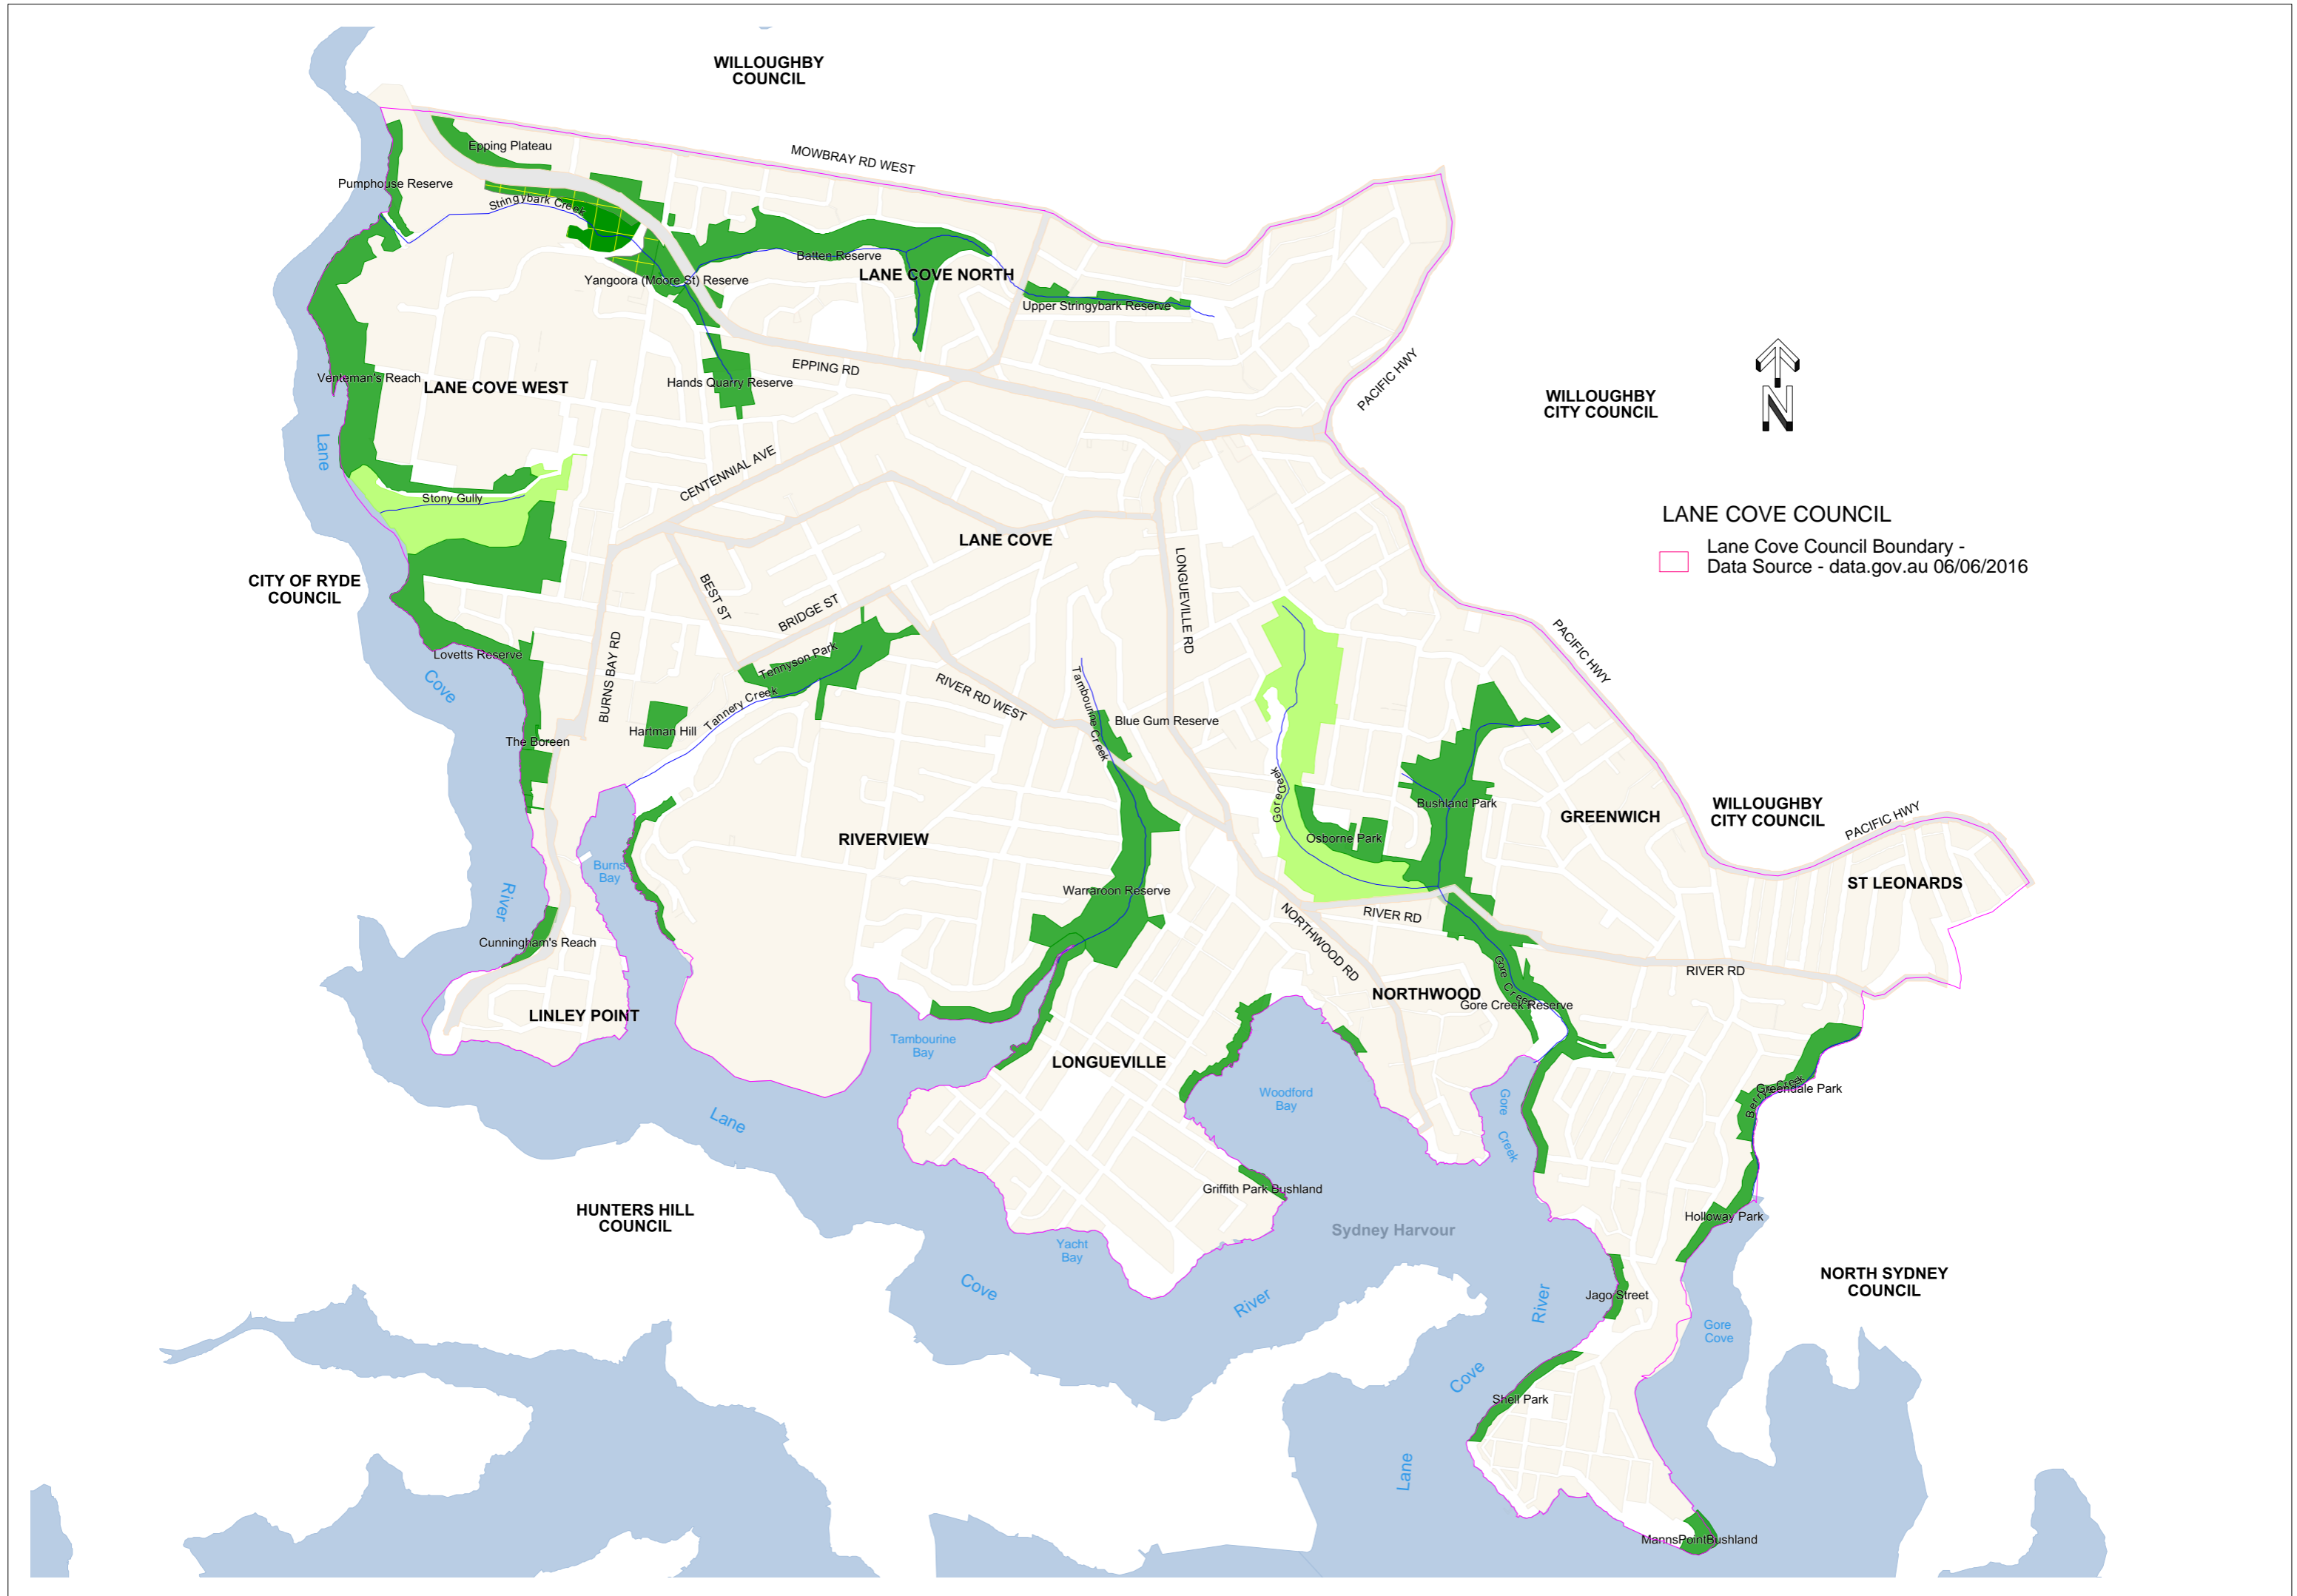 WILLOUGHBY
COUNCIL
Epping Plateau
MOWBRAY RD WEST
Pumphouse Reserve
Stringybark Creek
Batten Reserve
LANE COVE NORTH
Yangoora (Moore St) Reserve
Upper Stringybark Reserve
EPPING RD
PACIFIC HWY
Venteman's Reach
LANE COVE WEST
Hands Quarry Reserve
WILLOUGHBY
CITY COUNCIL
N
Lane
CENTENNIAL AVE
Stony Gully
LANE COVE COUNCIL
Lane Cove Council Boundary -
Data Source - data.gov.au 06/06/2016
LANE COVE
CITY OF RYDE
COUNCIL
BEST ST
BRIDGE ST
LONGUEVILLE RD
PACIFIC HWY
Lovetts Reserve
Cove
BURNS BAY RD
Tennyson Park
Tannery Creek
RIVER RD WEST
Tambourine Creek
Blue Gum Reserve
Hartman Hill
The Boreen
Gore Creek
Bushland Park
GREENWICH
WILLOUGHBY
CITY COUNCIL
PACIFIC HWY
RIVERVIEW
Osborne Park
Burns
Bay
Warraroon Reserve
ST LEONARDS
River
RIVER RD
NORTHWOOD RD
Cunningham's Reach
RIVER RD
Gore Creek
NORTHWOOD
Gore Creek Reserve
LINLEY POINT
Tambourine
Bay
LONGUEVILLE
Woodford
Bay
Gore
Creek
Berry Creek
Greendale Park
Lane
Griffith Park Bushland
HUNTERS HILL
COUNCIL
Sydney Harvour
Holloway Park
Yacht
Bay
Cove
River
River
Jago Street
NORTH SYDNEY
COUNCIL
Gore
Cove
Cove
Shell Park
Lane
MannsPointBushland